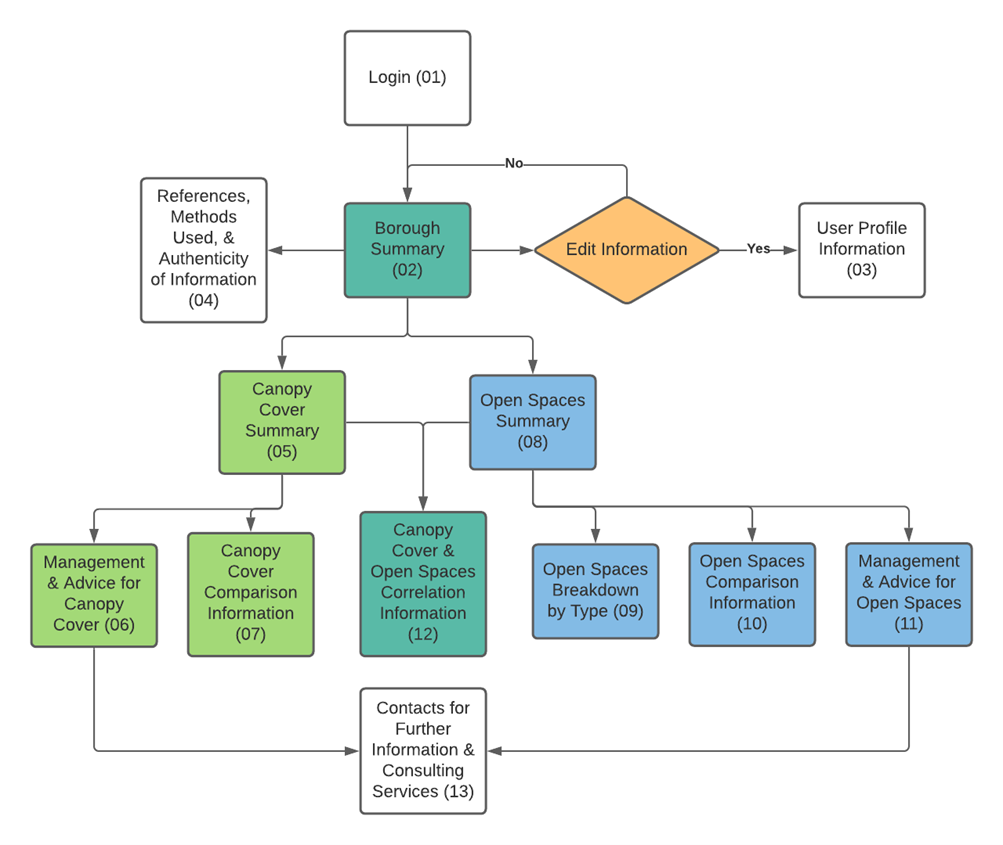 Login (01)
No
References,
Methods
Used, &
Authenticity
of Information
(04)
Borough
Summary
(02)
Edit Information
Yes
User Profile
Information
(03)
Canopy
Cover
Summary
(05)
Open Spaces
Summary
(08)
Management
& Advice for
Canopy
Cover (06)
Canopy
Cover
Comparison
Information
(07)
Canopy
Cover &
Open Spaces
Correlation
Information
(12)
Open Spaces
Breakdown
by Type (09)
Open Spaces
Comparison
Information
(10)
Management
& Advice for
Open Spaces
(11)
Contacts for
Further
Information &
Consulting
Services (13)